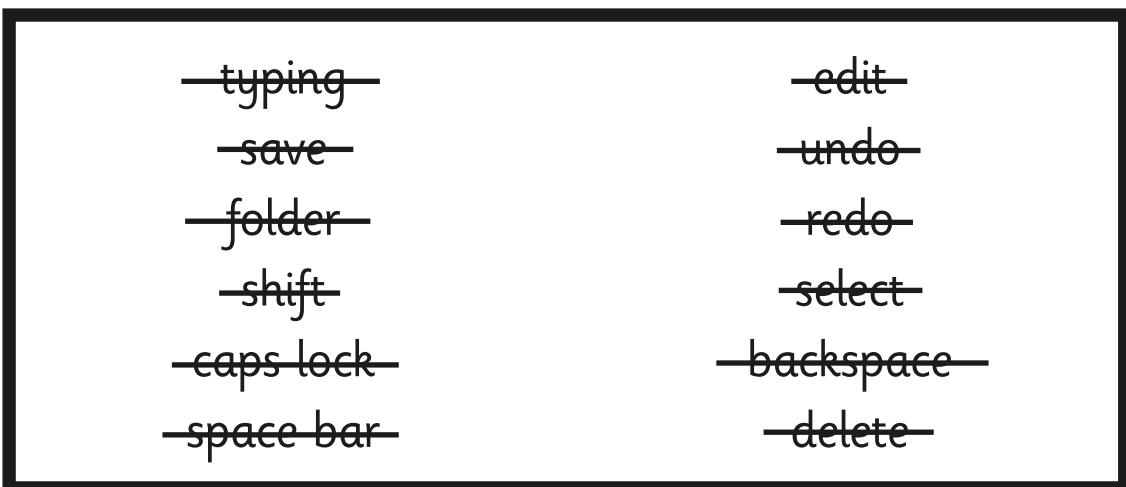 typing
save
folder
shift
caps lock
space bar
edit
undo
redo
select
backspace
delete